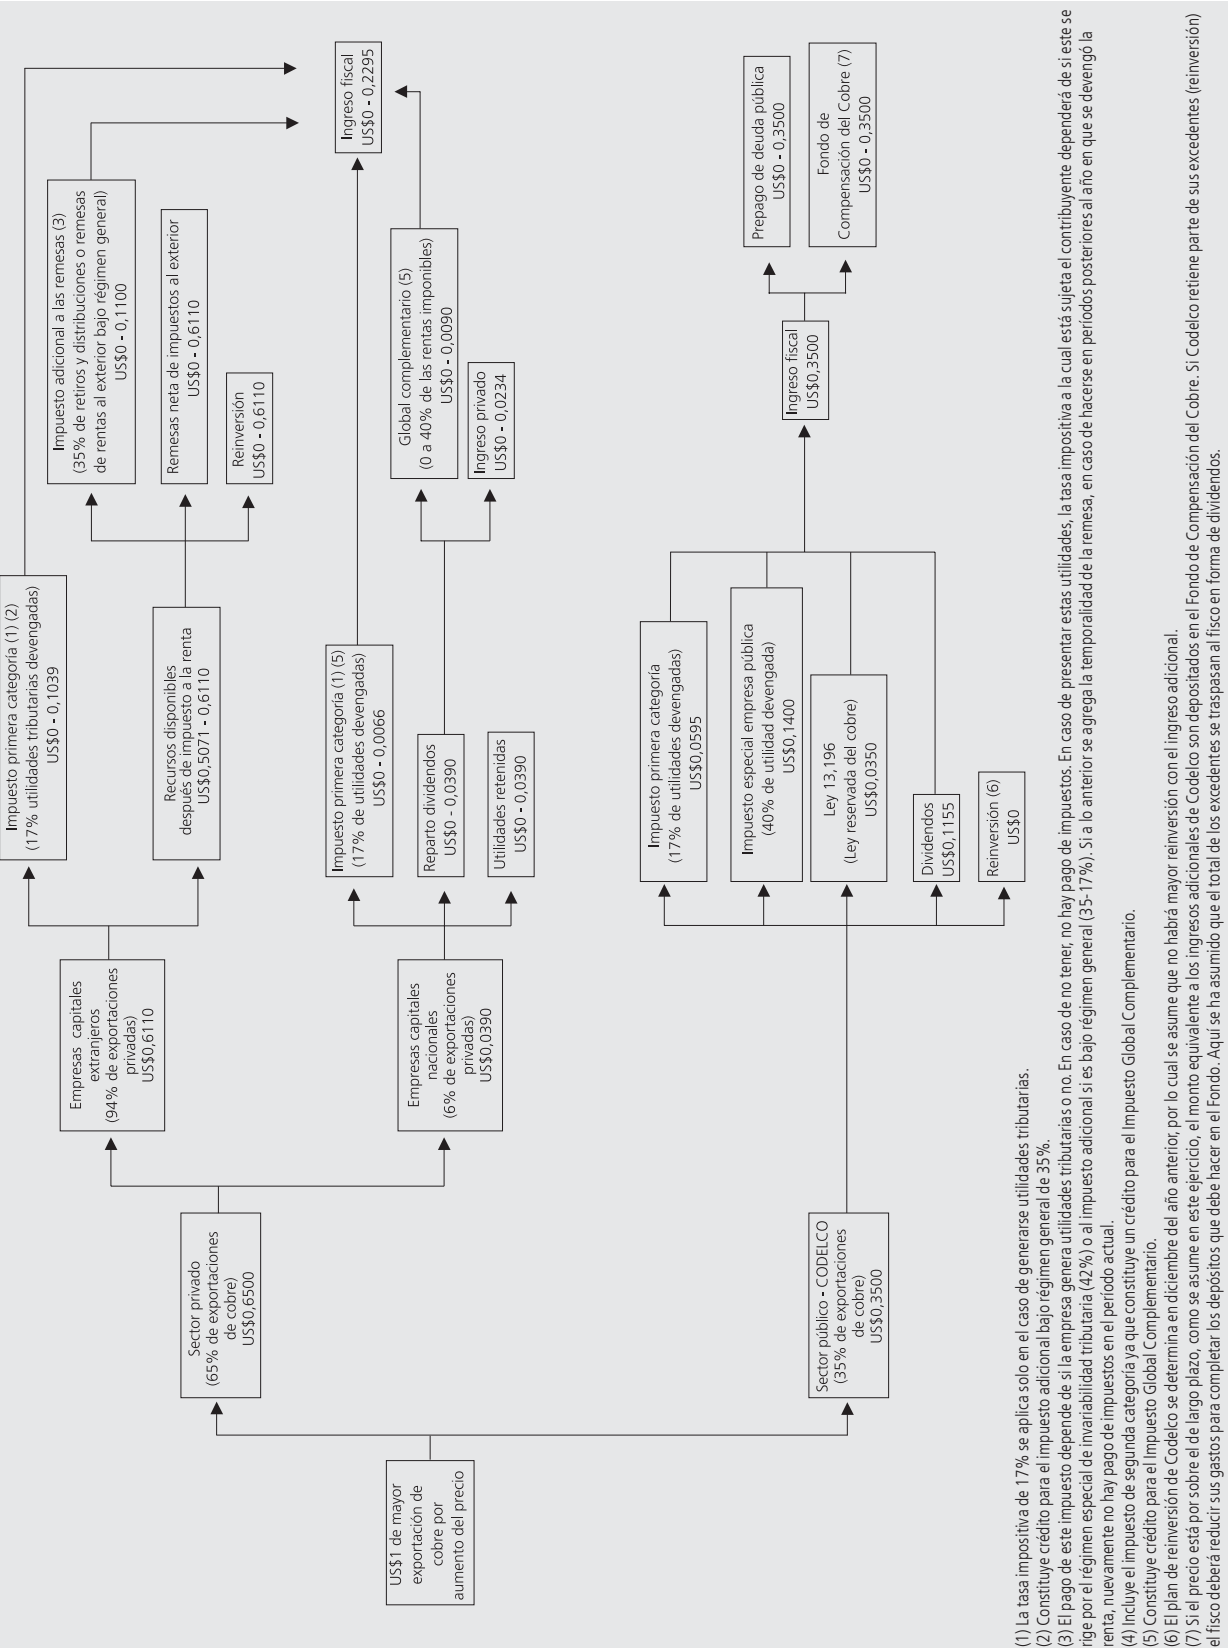 US$1 de mayor
exportación de
cobre por
aumento del precio
Sector privado
(65% de exportaciones
de cobre)
US$0,6500
Sector público - CODELCO
(35% de exportaciones
de cobre)
US$0,3500
Empresas capitales
extranjeros
(94% de exportaciones
privadas)
US$0,6110
Empresas capitales
nacionales
(6% de exportaciones
privadas)
US$0,0390
Impuesto primera categoría (1) (2)
(17% utilidades tributarias devengadas)
US$0 - 0,1039
Recursos disponibles
después de impuesto a la renta
US$0,5071 - 0,6110
Impuesto primera categoría (1) (5)
(17% de utilidades devengadas)
US$0 - 0,0066
Reparto dividendos
US$0 - 0,0390
Utilidades retenidas
US$0 - 0,0390
Impuesto primera categoría
(17% de utilidades devengadas)
US$0,0595
Impuesto especial empresa pública
(40% de utilidad devengada)
US$0,1400
Ley 13,196
(Ley reservada del cobre)
US$0,0350
Dividendos
US$0,1155
Reinversión (6)
US$0
Impuesto adicional a las remesas (3)
(35% de retiros y distribuciones o remesas
de rentas al exterior bajo régimen general)
US$0 - 0,1100
Remesas neta de impuestos al exterior
US$0 - 0,6110
Reinversión
US$0 - 0,6110
Global complementario (5)
(0 a 40% de las rentas imponibles)
US$0 - 0,0090
Ingreso privado
US$0 - 0,0234
Ingreso fiscal
US$0,3500
Ingreso fiscal
US$0 - 0,2295
Prepago de deuda pública
US$0 - 0,3500
Fondo de
Compensación del Cobre (7)
US$0 - 0,3500
(1) La tasa impositiva de 17% se aplica solo en el caso de generarse utilidades tributarias.
(2) Constituye crédito para el impuesto adicional bajo régimen general de 35%.
(3) El pago de este impuesto depende de si la empresa genera utilidades tributarias o no. En caso de no tener, no hay pago de impuestos. En caso de presentar estas utilidades, la tasa impositiva a la cual está sujeta el contribuyente dependerá de si este se
rige por el régimen especial de invariabilidad tributaria (42%) o al impuesto adicional si es bajo régimen general (35-17%). Si a lo anterior se agrega la temporalidad de la remesa, en caso de hacerse en períodos posteriores al año en que se devengó la
renta, nuevamente no hay pago de impuestos en el período actual.
(4) Incluye el impuesto de segunda categoría ya que constituye un crédito para el Impuesto Global Complementario.
(5) Constituye crédito para el Impuesto Global Complementario.
(6) El plan de reinversión de Codelco se determina en diciembre del año anterior, por lo cual se asume que no habrá mayor reinversión con el ingreso adicional.
(7) Si el precio está por sobre el de largo plazo, como se asume en este ejercicio, el monto equivalente a los ingresos adicionales de Codelco son depositados en el Fondo de Compensación del Cobre. Si Codelco retiene parte de sus excedentes (reinversión)
el fisco deberá reducir sus gastos para completar los depósitos que debe hacer en el Fondo. Aquí se ha asumido que el total de los excedentes se traspasan al fisco en forma de dividendos.